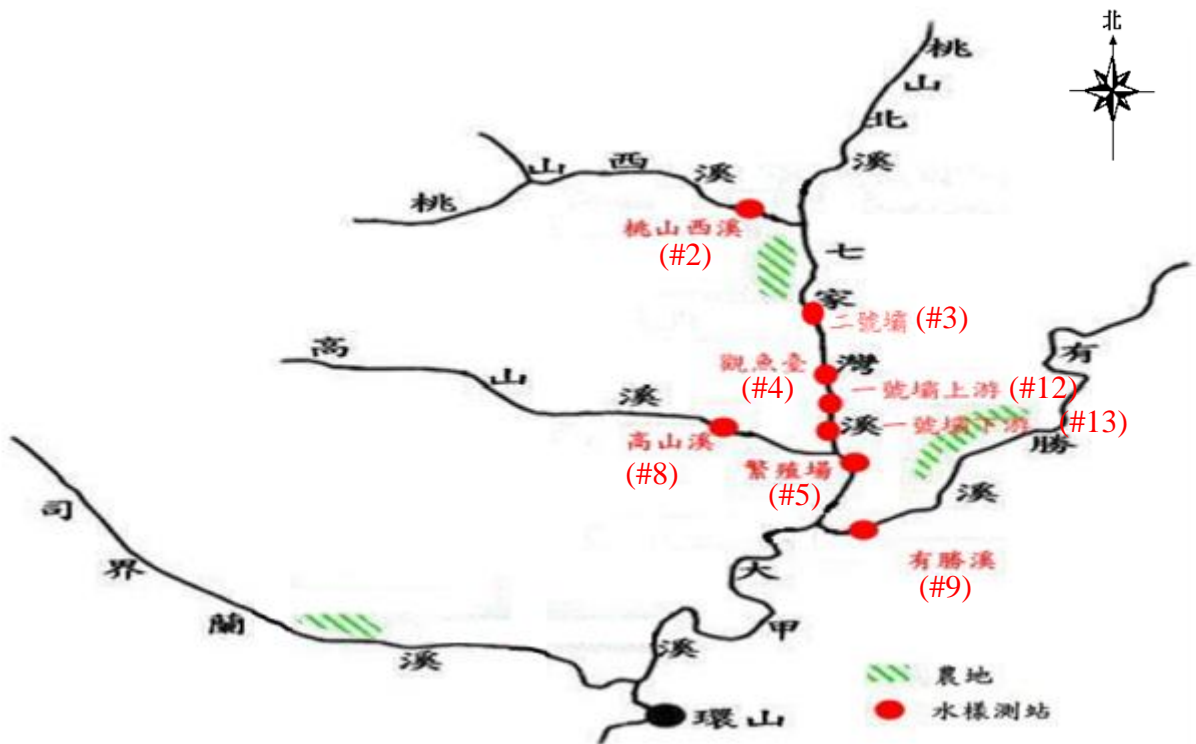 北
桃山北溪
桃山西溪
桃山西溪
(#2)
七家灣溪
二號壩 (#3)
觀魚臺
(#4)
一號壩上游 (#12)
一號壩下游 (#13)
有勝溪
高山溪
高山溪
(#8)
繁殖場
(#5)
有勝溪
(#9)
司界蘭溪
大甲溪
環山
農地
水樣測站